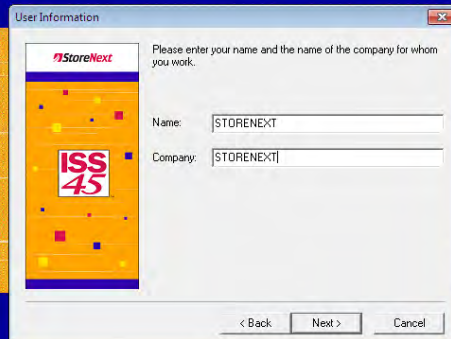 User Information
StoreNext
Please enter your name and the name of the company for whom
you work.
Name: STORENEXT
Company: STORENEXT
ISS
45
< Back Next > Cancel